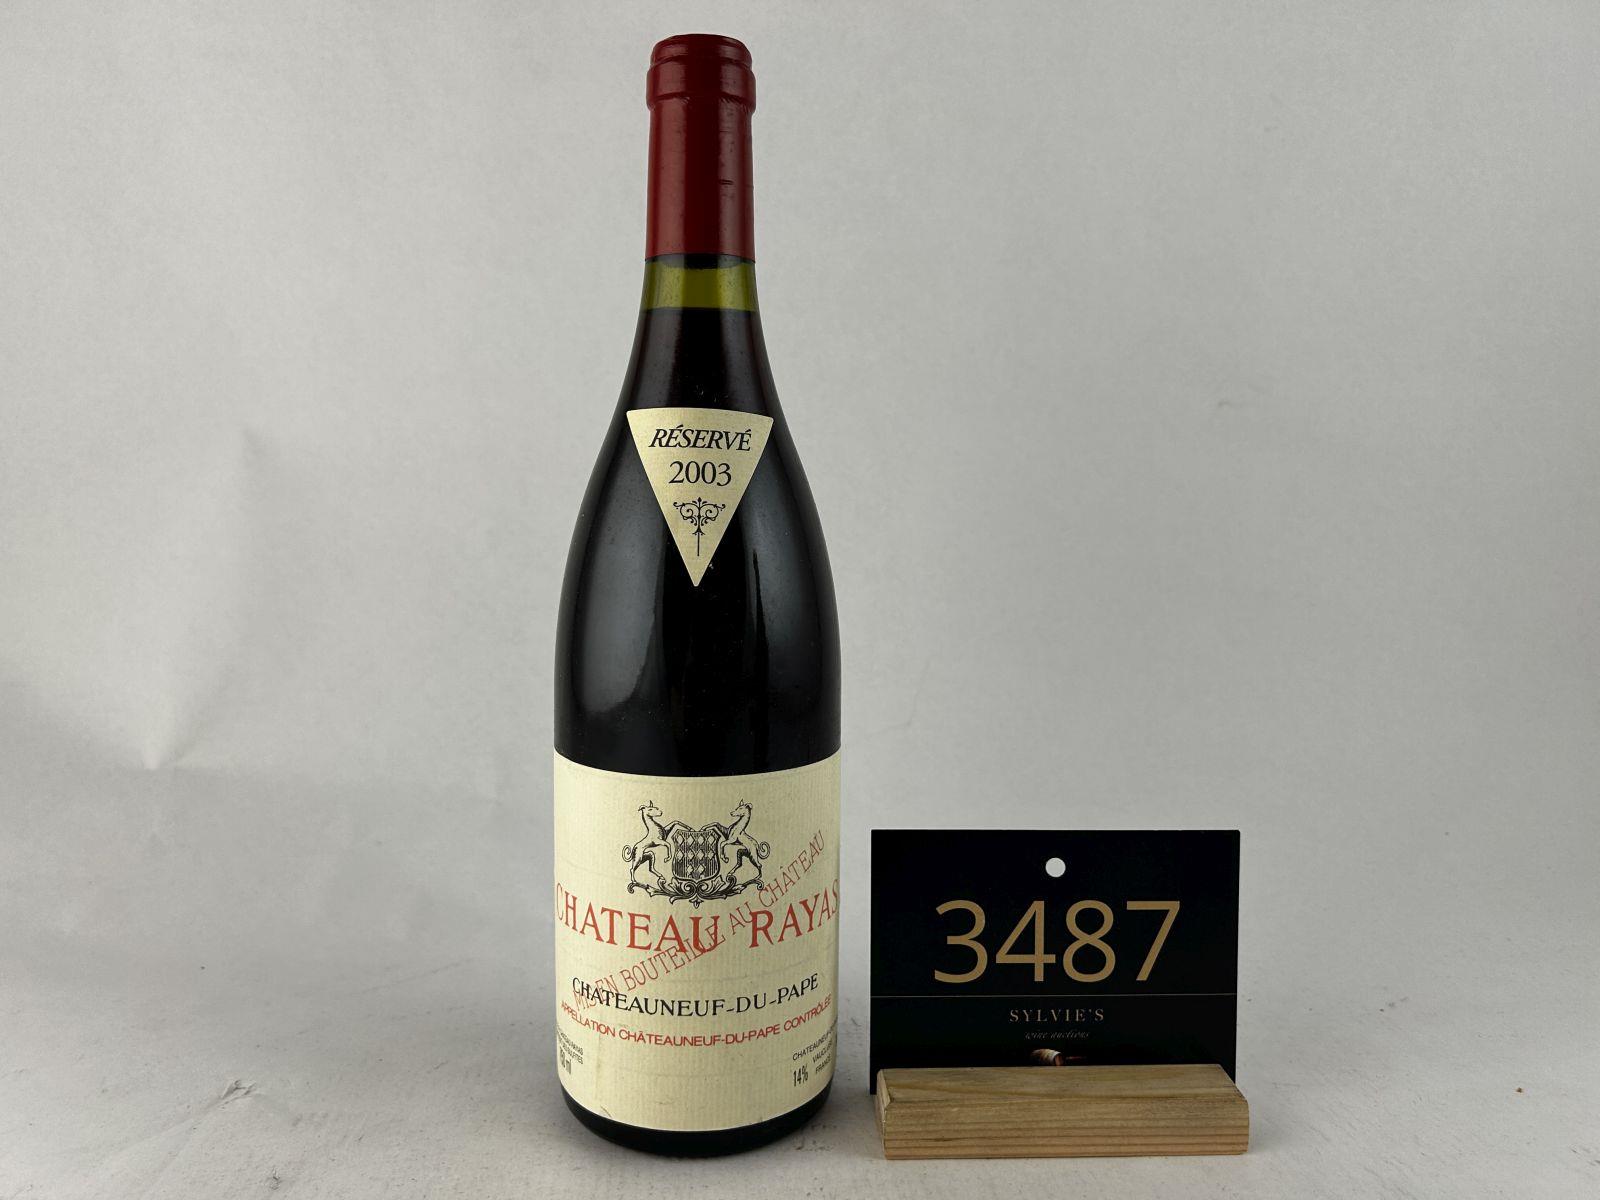 RÉSERVÉ
2003
CHATEAU RAYAS
MIS EN BOUTEILLE AU CHÂTEAU
CHATEAUNEUF-DU-PAPE
APPELLATION CHÂTEAUNEUF-DU-PAPE CONTRÔLÉE
14%
3487
SYLVIE'S
wine auctions